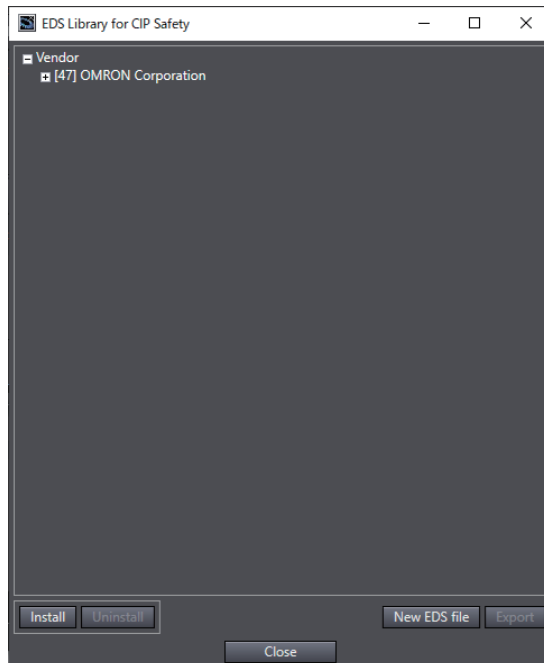 EDS Library for CIP Safety
Vendor
[47] OMRON Corporation
Install Uninstall New EDS file Export
Close